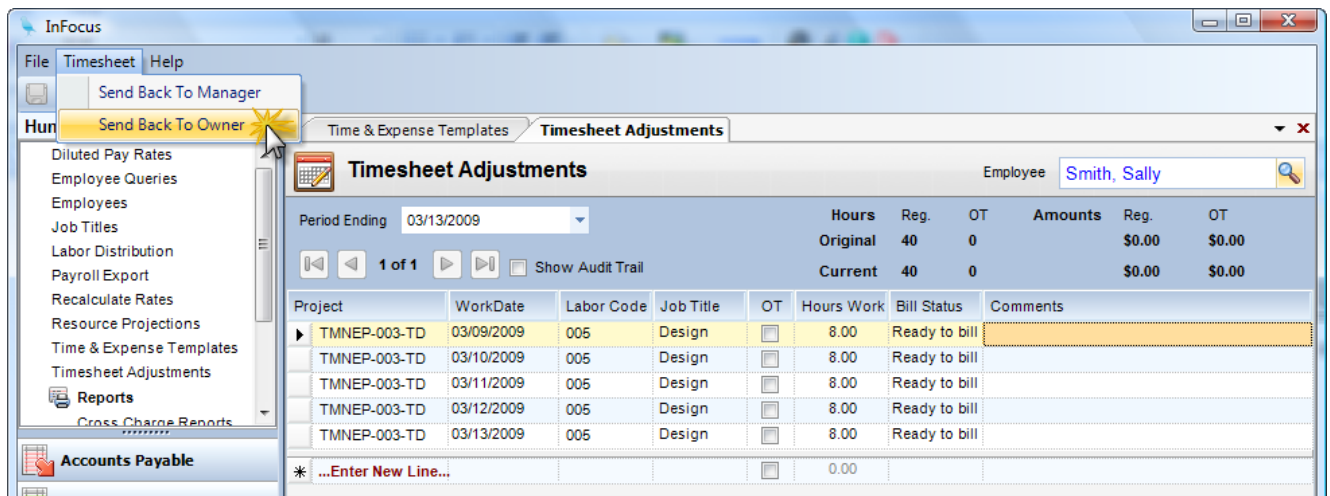 InFocus
File Timesheet Help
Send Back To Manager
Send Back To Owner
Hun
Diluted Pay Rates
Employee Queries
Employees
Job Titles
Labor Distribution
Payroll Export
Recalculate Rates
Resource Projections
Time & Expense Templates
Timesheet Adjustments
Reports
Cross Charge Reports
Accounts Payable
Time & Expense Templates Timesheet Adjustments
Timesheet Adjustments Employee Smith, Sally
Period Ending 03/13/2009
Hours Reg. OT Amounts Reg. OT
Original 40 0 $0.00 $0.00
1 of 1 Show Audit Trail
Current 40 0 $0.00 $0.00
Project WorkDate Labor Code Job Title OT Hours Work Bill Status Comments
TMNEP-003-TD 03/09/2009 005 Design 8.00 Ready to bill
TMNEP-003-TD 03/10/2009 005 Design 8.00 Ready to bill
TMNEP-003-TD 03/11/2009 005 Design 8.00 Ready to bill
TMNEP-003-TD 03/12/2009 005 Design 8.00 Ready to bill
TMNEP-003-TD 03/13/2009 005 Design 8.00 Ready to bill
...Enter New Line... 0.00